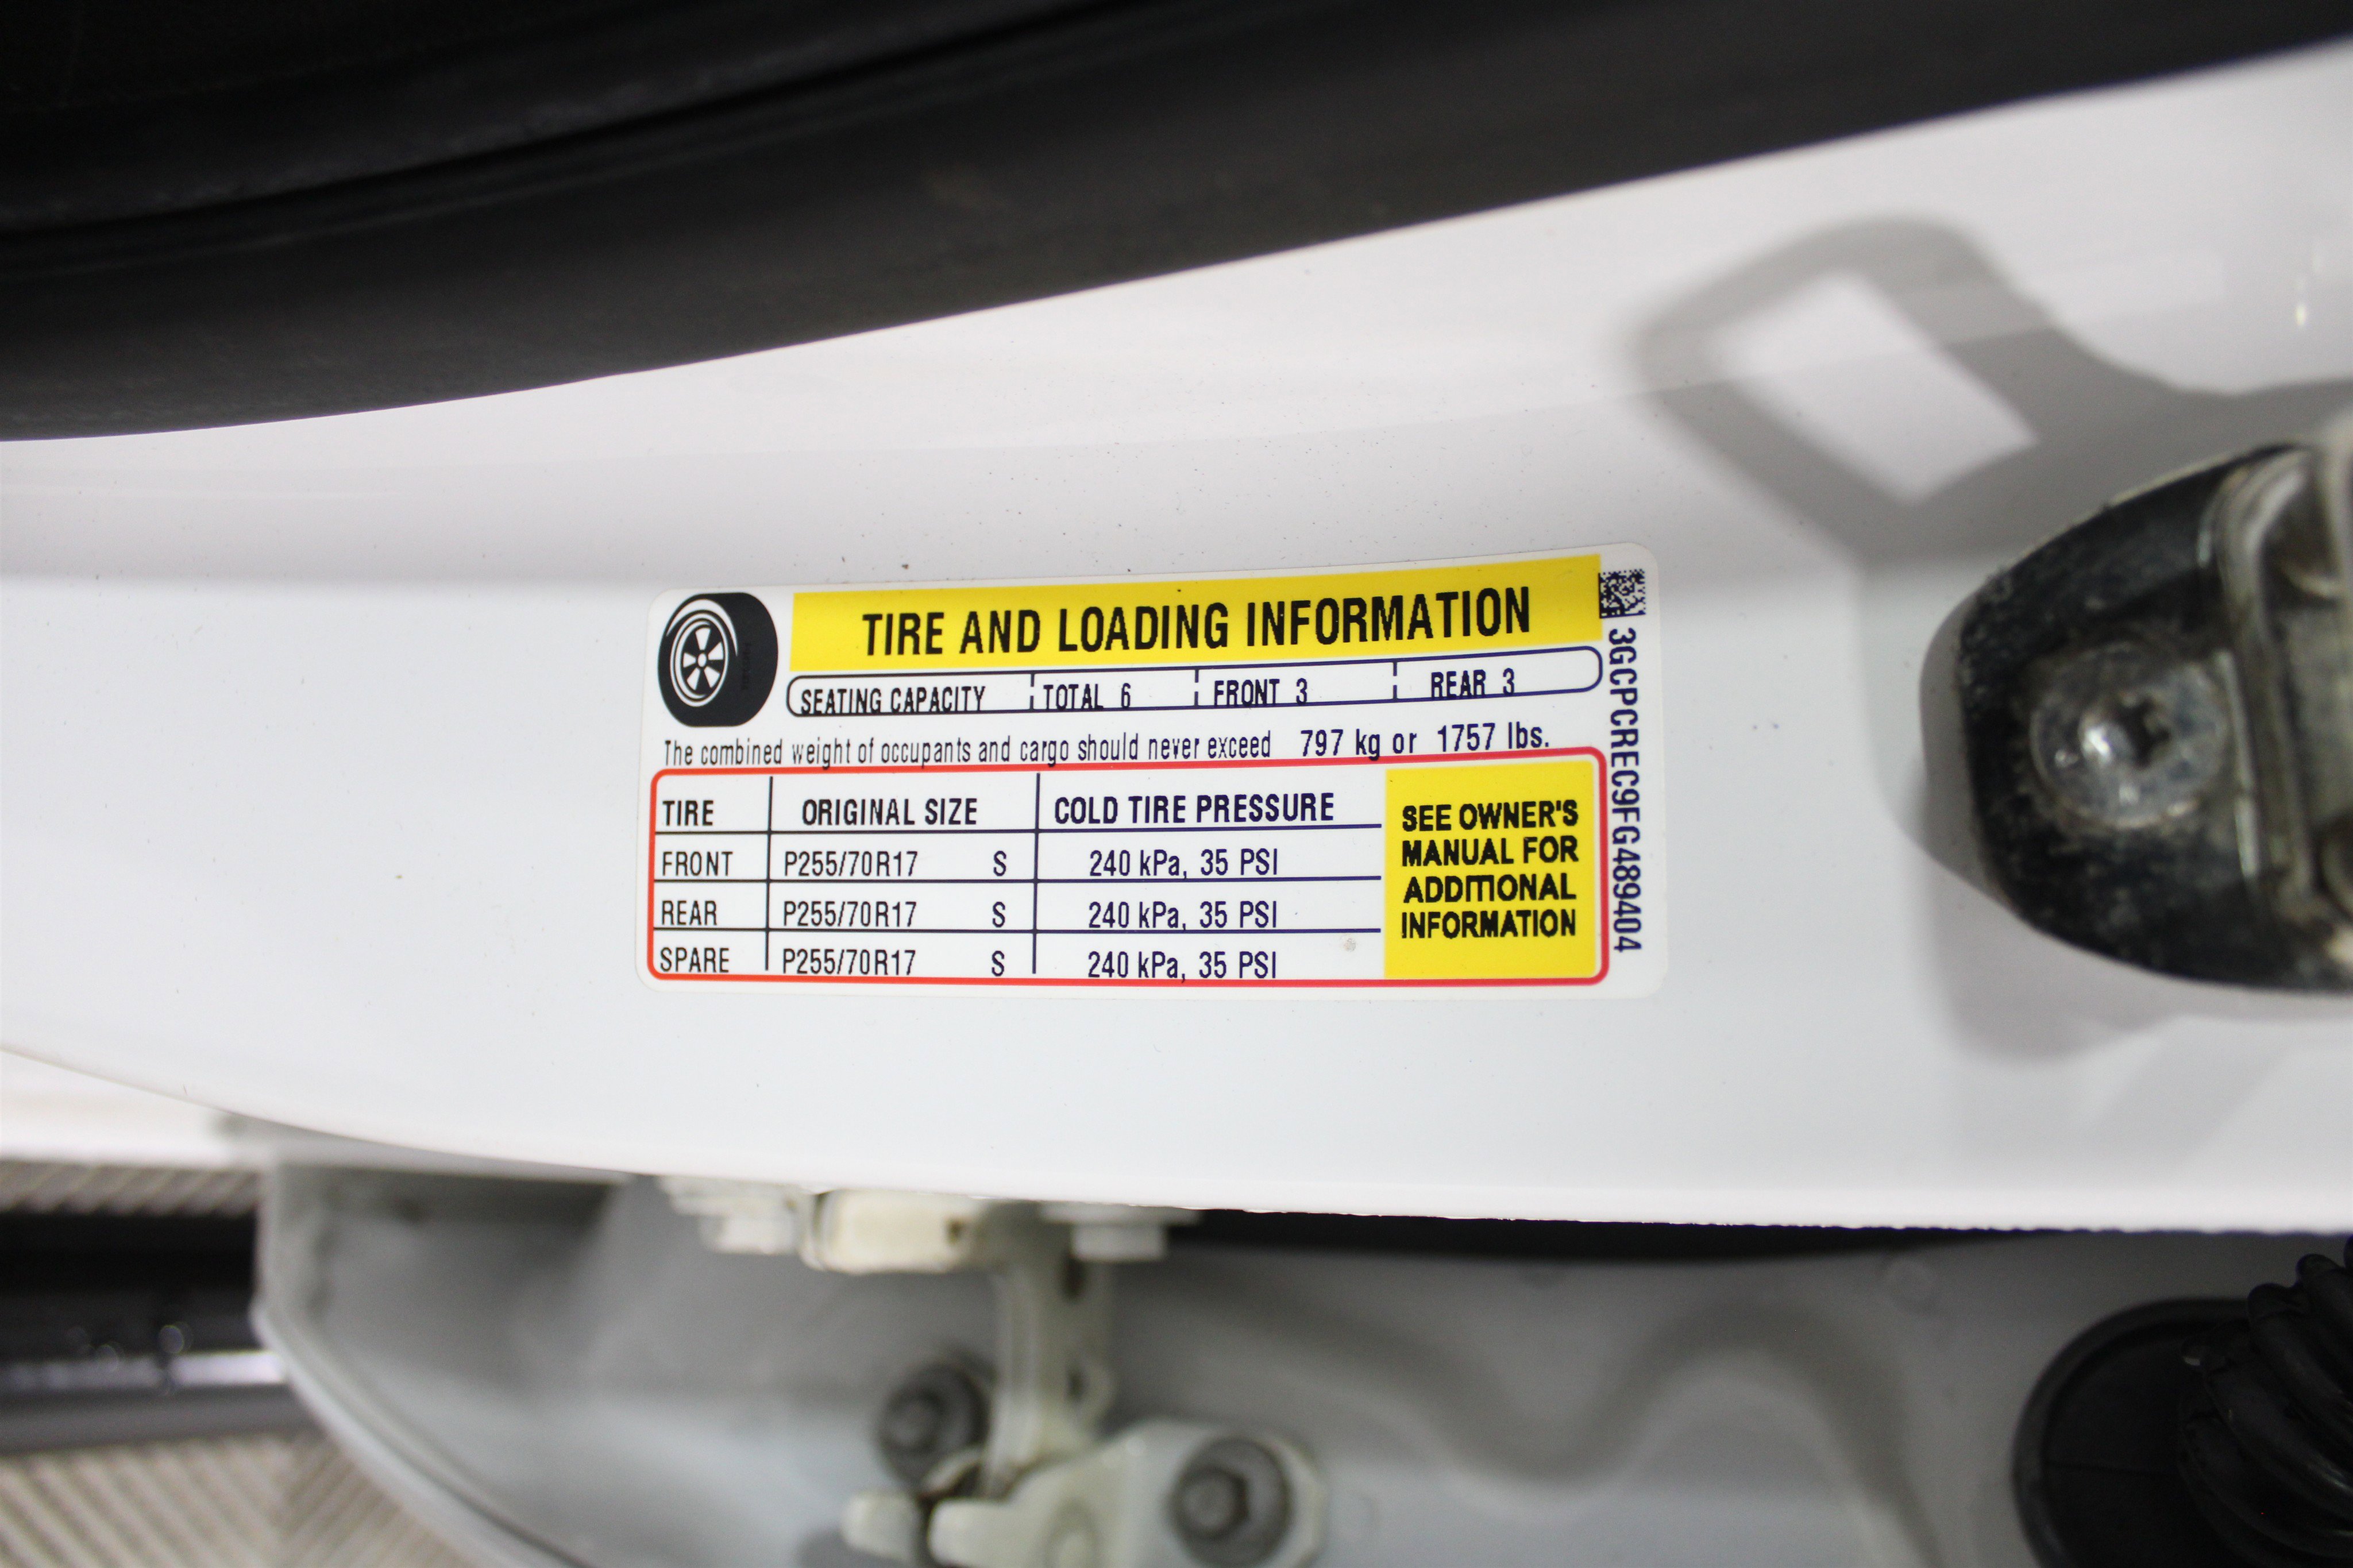 TIRE AND LOADING INFORMATION
SEATING CAPACITY TOTAL 6 FRONT 3 REAR 3
The combined weight of occupants and cargo should never exceed 797 kg or 1757 lbs.
TIRE ORIGINAL SIZE COLD TIRE PRESSURE
FRONT P255/70R17 S 240 kPa, 35 PSI
REAR P255/70R17 S 240 kPa, 35 PSI
SPARE P255/70R17 S 240 kPa, 35 PSI
SEE OWNER'S
MANUAL FOR
ADDITIONAL
INFORMATION
3GCPCREC9FG489404